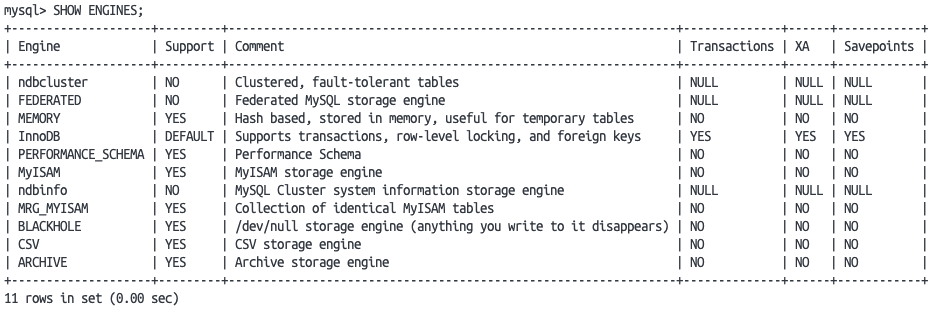 mysql> SHOW ENGINES;
+--------------------+---------+----------------------------------------------------------------+--------------+------+------------+
| Engine             | Support | Comment                                                        | Transactions | XA   | Savepoints |
+--------------------+---------+----------------------------------------------------------------+--------------+------+------------+
| ndbcluster         | NO      | Clustered, fault-tolerant tables                               | NULL         | NULL | NULL       |
| FEDERATED          | NO      | Federated MySQL storage engine                                 | NULL         | NULL | NULL       |
| MEMORY             | YES     | Hash based, stored in memory, useful for temporary tables      | NO           | NO   | NO         |
| InnoDB             | DEFAULT | Supports transactions, row-level locking, and foreign keys     | YES          | YES  | YES        |
| PERFORMANCE_SCHEMA | YES     | Performance Schema                                             | NO           | NO   | NO         |
| MyISAM             | YES     | MyISAM storage engine                                          | NO           | NO   | NO         |
| ndbinfo            | NO      | MySQL Cluster system information storage engine                | NULL         | NULL | NULL       |
| MRG_MYISAM         | YES     | Collection of identical MyISAM tables                          | NO           | NO   | NO         |
| BLACKHOLE          | YES     | /dev/null storage engine (anything you write to it disappears) | NO           | NO   | NO         |
| CSV                | YES     | CSV storage engine                                             | NO           | NO   | NO         |
| ARCHIVE            | YES     | Archive storage engine                                         | NO           | NO   | NO         |
+--------------------+---------+----------------------------------------------------------------+--------------+------+------------+
11 rows in set (0.00 sec)